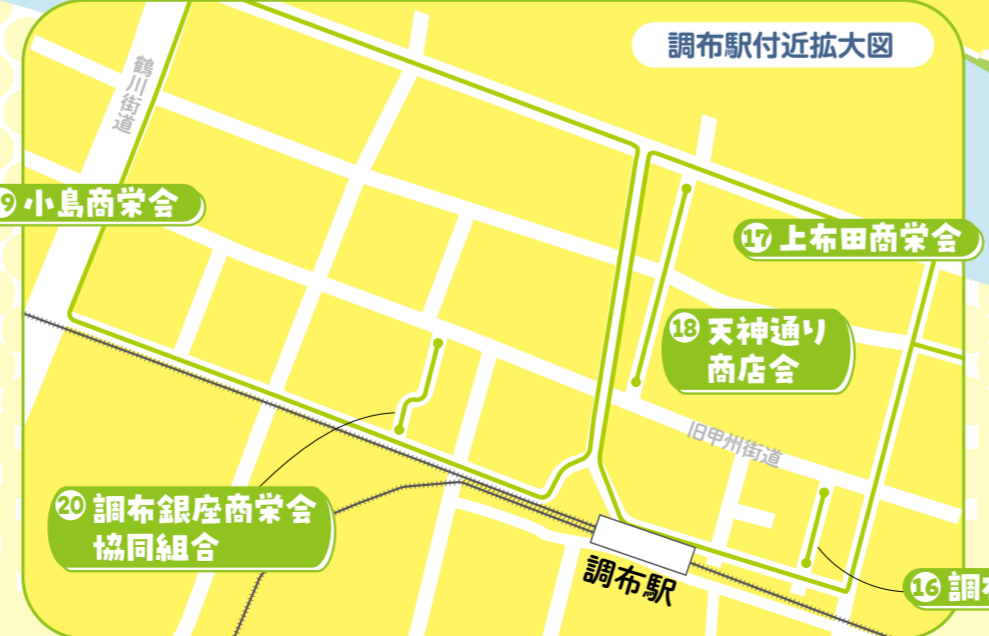 調布駅付近拡大図
鶴川街道
9 小島商栄会
17 上布田商栄会
18 天神通り
商店会
旧甲州街道
20 調布銀座商栄会
協同組合
調布駅
16 調布